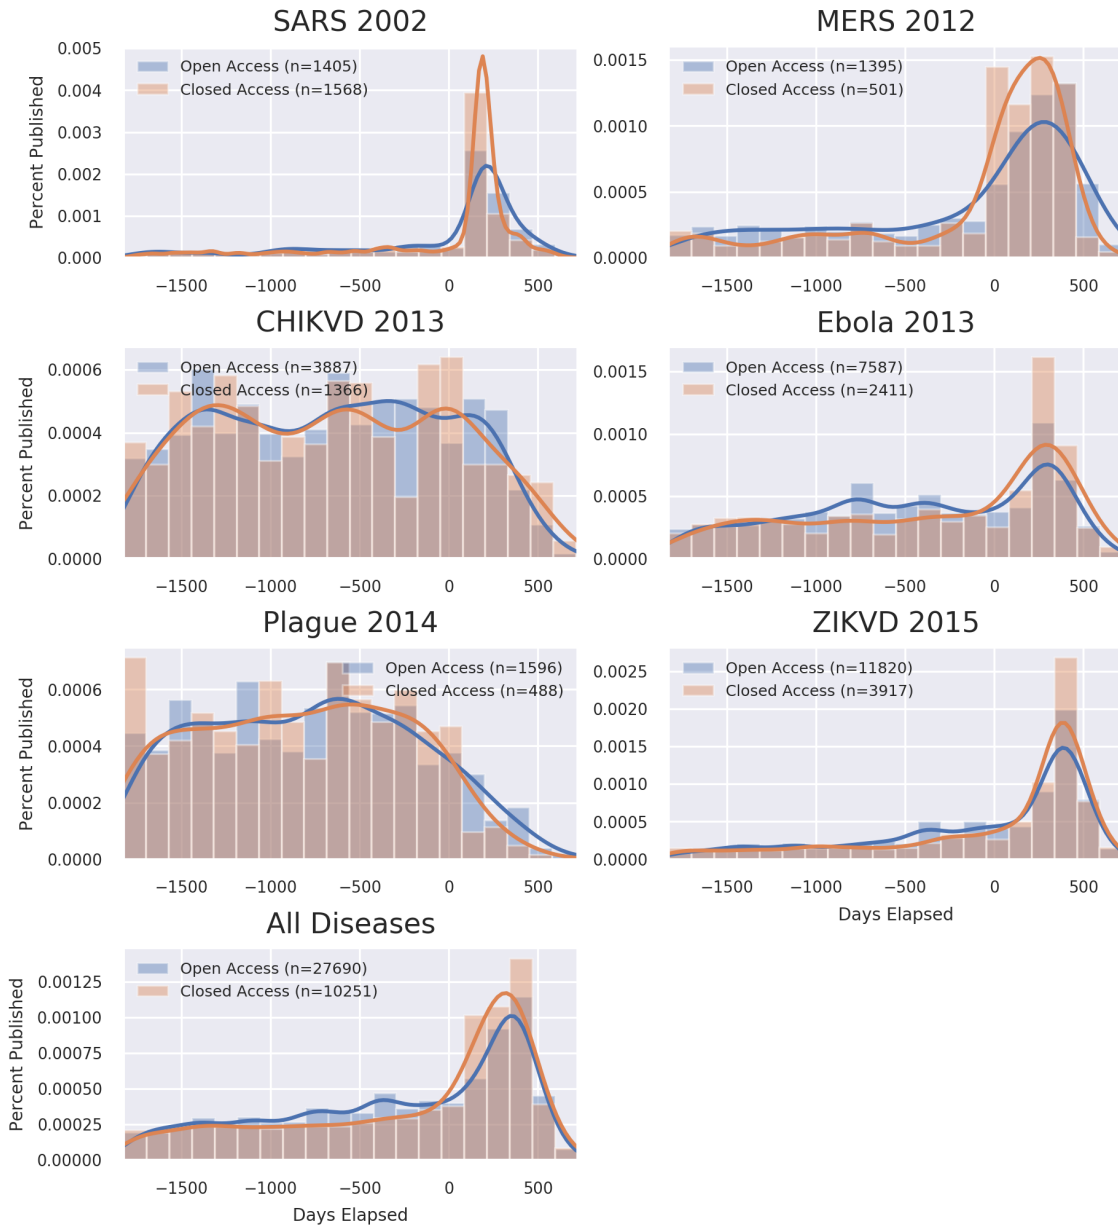 SARS 2002
MERS 2012
Percent Published
0.005
0.004
0.003
0.002
0.001
0.000
Open Access (n=1405)
Closed Access (n=1568)
−1500 −1000 −500 0 500
0.0015
0.0010
0.0005
0.0000
Open Access (n=1395)
Closed Access (n=501)
−1500 −1000 −500 0 500
CHIKVD 2013
Ebola 2013
Percent Published
0.0006
0.0004
0.0002
0.0000
Open Access (n=3887)
Closed Access (n=1366)
−1500 −1000 −500 0 500
0.0015
0.0010
0.0005
0.0000
Open Access (n=7587)
Closed Access (n=2411)
−1500 −1000 −500 0 500
Plague 2014
ZIKVD 2015
Percent Published
0.0006
0.0004
0.0002
0.0000
Open Access (n=1596)
Closed Access (n=488)
−1500 −1000 −500 0 500
0.0025
0.0020
0.0015
0.0010
0.0005
0.0000
Open Access (n=11820)
Closed Access (n=3917)
−1500 −1000 −500 0 500
Days Elapsed
All Diseases
Percent Published
0.00125
0.00100
0.00075
0.00050
0.00025
0.00000
Open Access (n=27690)
Closed Access (n=10251)
−1500 −1000 −500 0 500
Days Elapsed